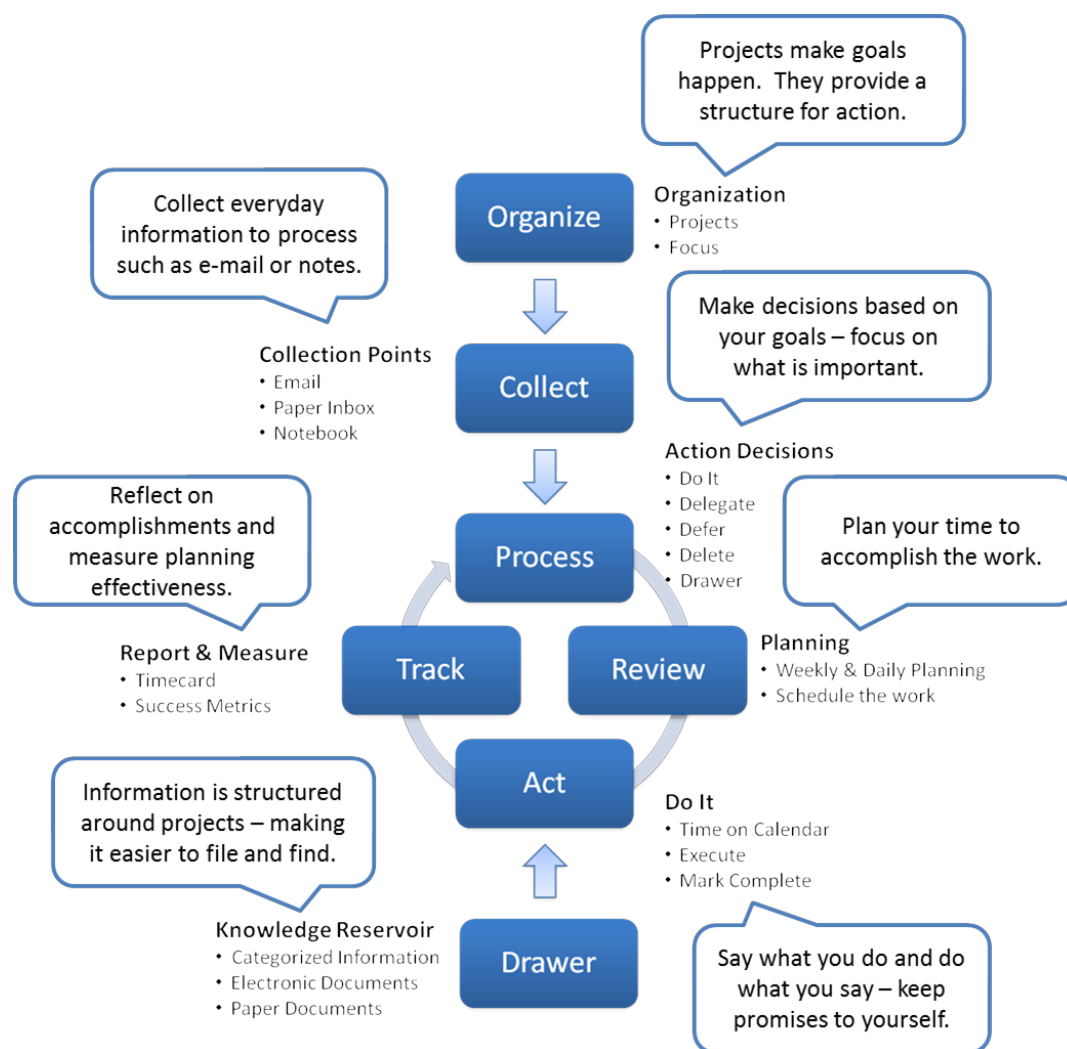 Projects make goals
happen.  They provide a
structure for action.
Organize
Organization
• Projects
• Focus
Collect everyday
information to process
such as e-mail or notes.
Make decisions based on
your goals – focus on
what is important.
Collection Points
• Email
• Paper Inbox
• Notebook
Collect
Action Decisions
• Do It
• Delegate
• Defer
• Delete
• Drawer
Reflect on
accomplishments and
measure planning
effectiveness.
Process
Plan your time to
accomplish the work.
Report & Measure
• Timecard
• Success Metrics
Track
Review
Planning
• Weekly & Daily Planning
• Schedule the work
Act
Do It
• Time on Calendar
• Execute
• Mark Complete
Information is structured
around projects – making
it easier to file and find.
Knowledge Reservoir
• Categorized Information
• Electronic Documents
• Paper Documents
Drawer
Say what you do and do
what you say – keep
promises to yourself.